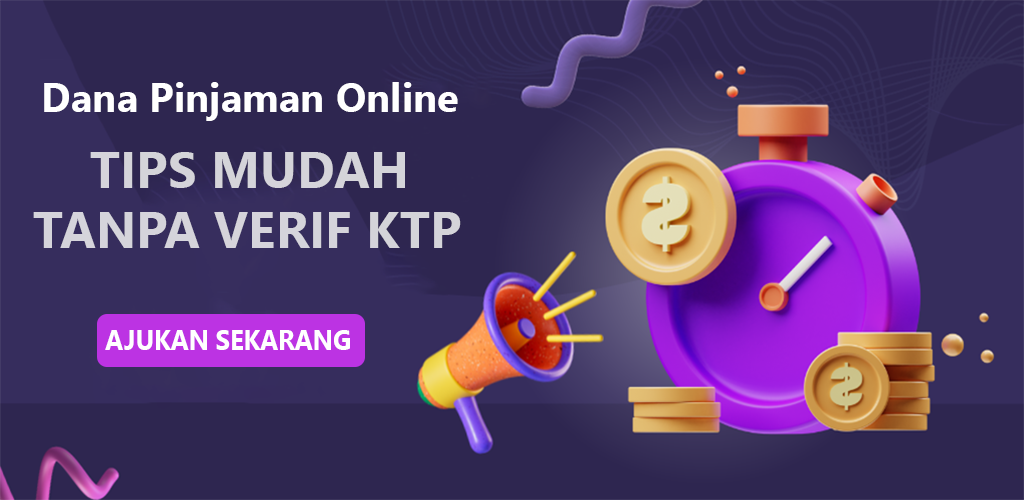 Dana Pinjaman Online
TIPS MUDAH
TANPA VERIF KTP
AJUKAN SEKARANG